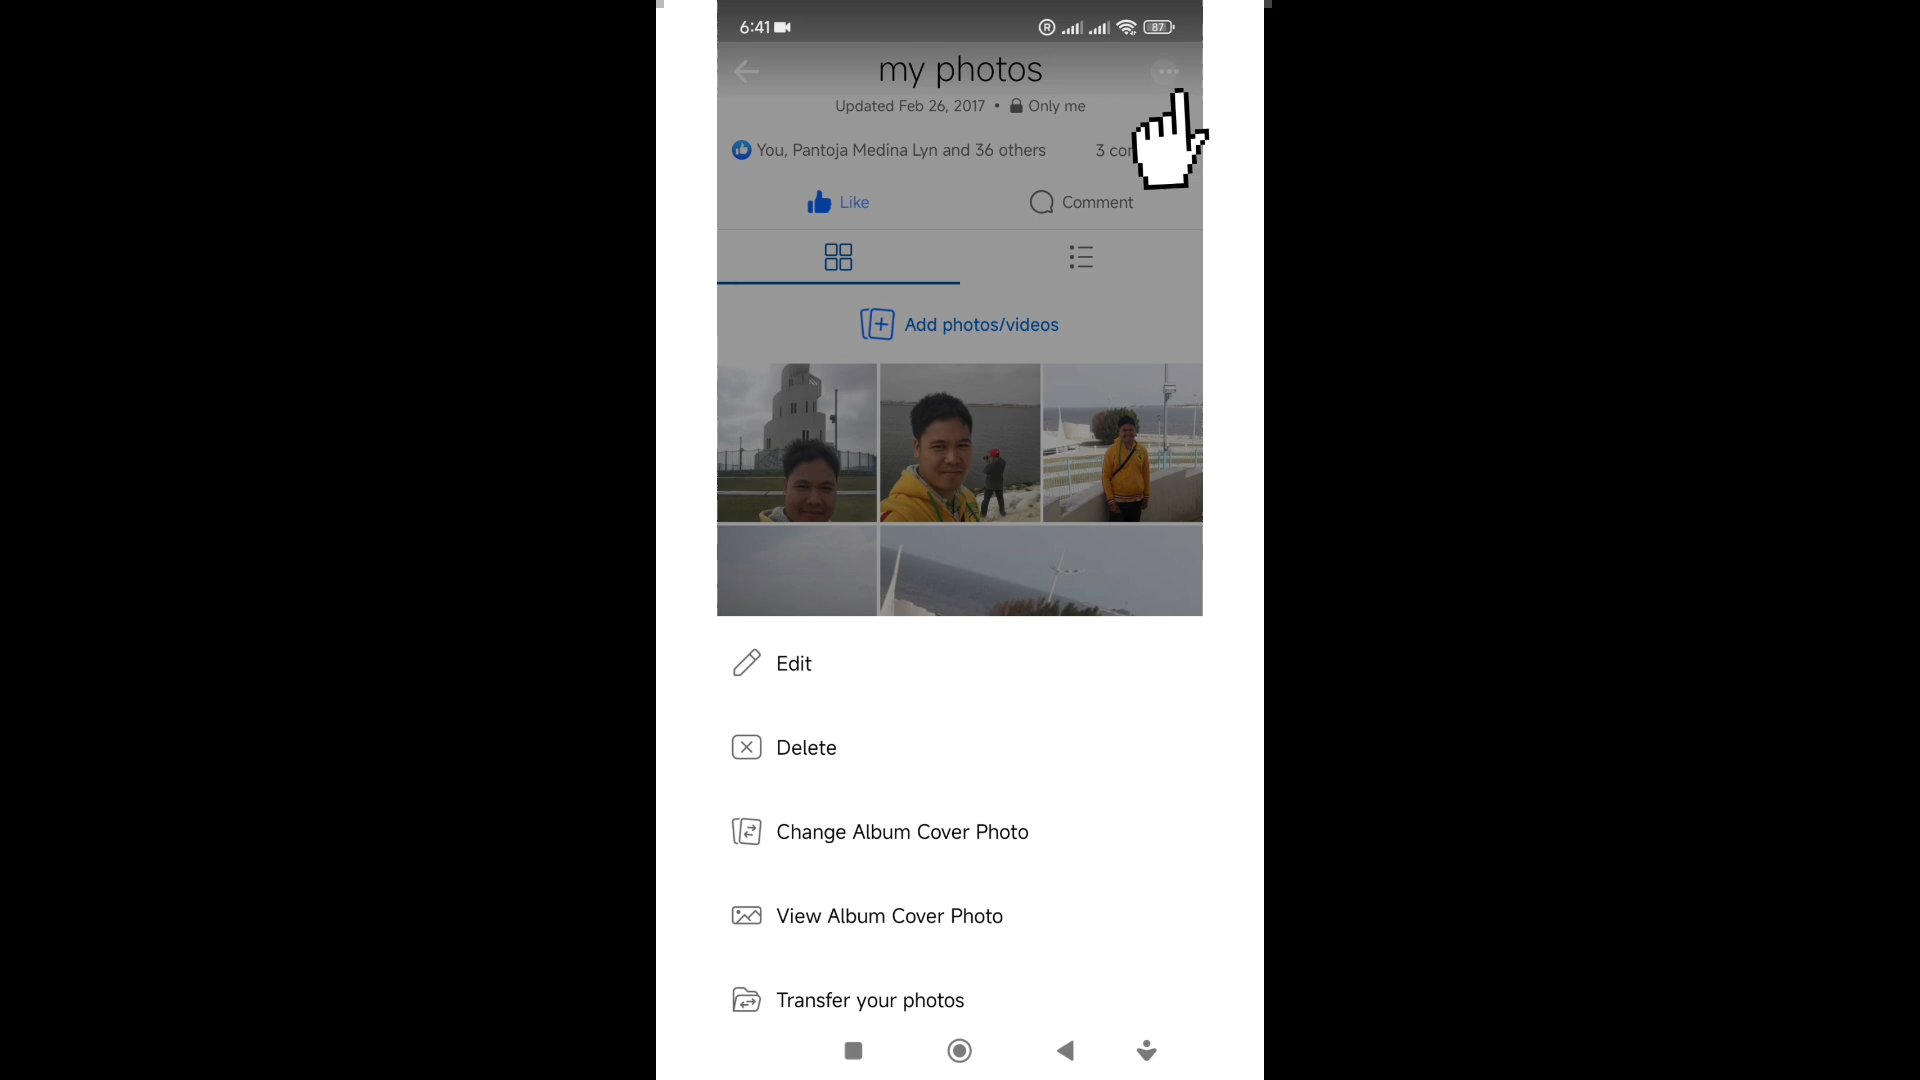 6:41
87
my photos
Updated Feb 26, 2017 • Only me
You, Pantoja Medina Lyn and 36 others
3
Like
Comment
Add photos/videos
Edit
Delete
Change Album Cover Photo
View Album Cover Photo
Transfer your photos